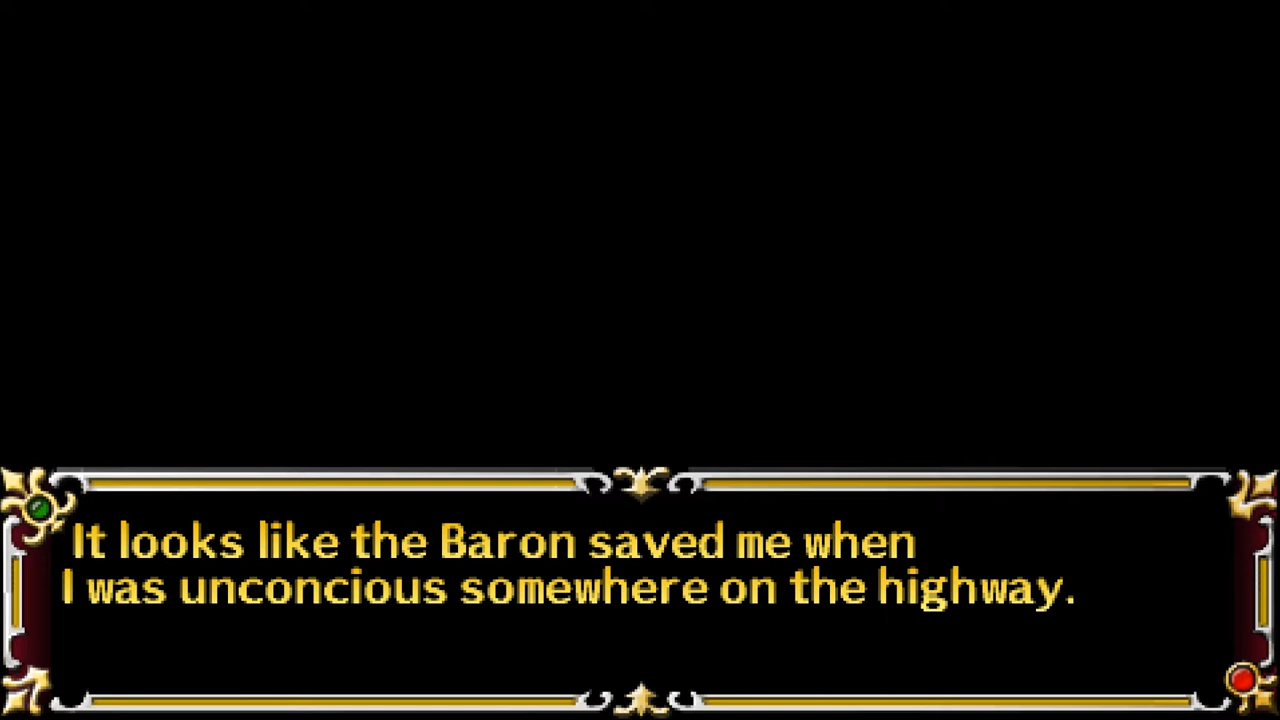 It looks like the Baron saved me when
I was unconcious somewhere on the highway.